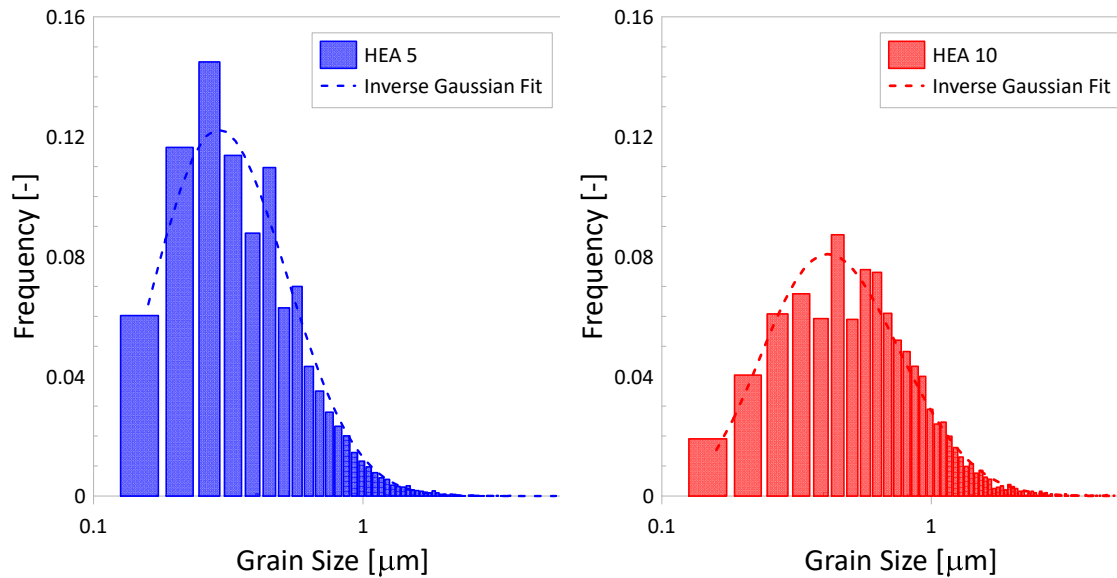 0.16
0.12
0.08
0.04
0
Frequency [-]
HEA 5
Inverse Gaussian Fit
0.1
1
Grain Size [μm]
0.16
0.12
0.08
0.04
0
Frequency [-]
HEA 10
Inverse Gaussian Fit
0.1
1
Grain Size [μm]